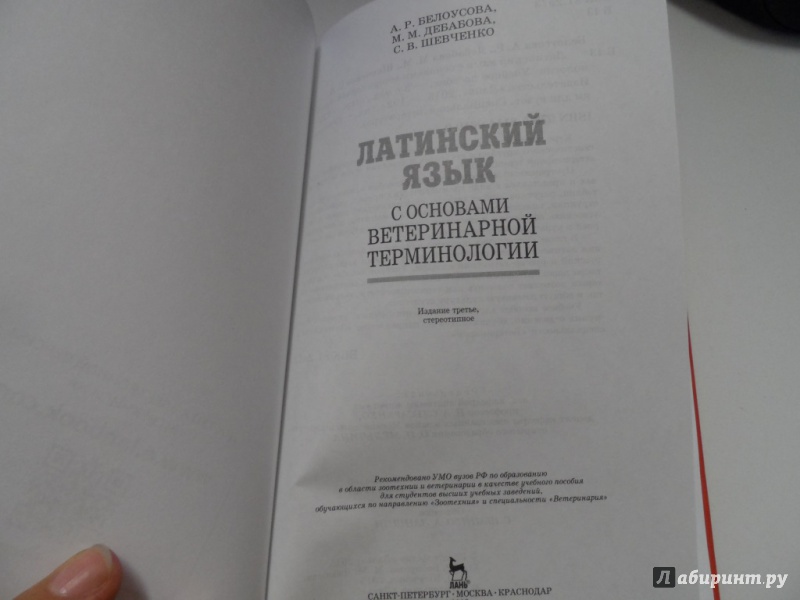 А. Р. БЕЛОУСОВА,
М. М. ДЕБАБОВА,
С. В. ШЕВЧЕНКО
ЛАТИНСКИЙ
ЯЗЫК
С ОСНОВАМИ
ВЕТЕРИНАРНОЙ
ТЕРМИНОЛОГИИ
Издание третье,
стереотипное
Рекомендовано УМО вузов РФ по образованию
в области зоотехнии и ветеринарии в качестве учебного пособия
для студентов высших учебных заведений,
обучающихся по направлению «Зоотехния» и специальности «Ветеринария»
ЛАНЬ
САНКТ-ПЕТЕРБУРГ · МОСКВА · КРАСНОДАР
Лабиринт.ру